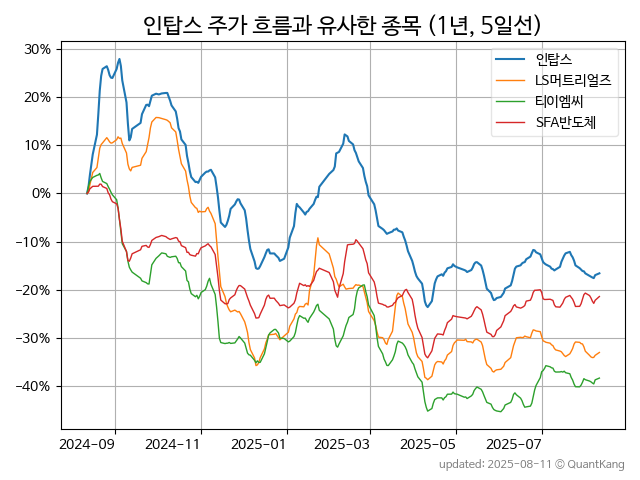 인탑스 주가 흐름과 유사한 종목 (1년, 5일선)
인탑스
LS머트리얼즈
티이엠씨
SFA반도체
30%
20%
10%
0%
−10%
−20%
−30%
−40%
2024−09
2024−11
2025−01
2025−03
2025−05
2025−07
updated: 2025-08-11 © QuantKang